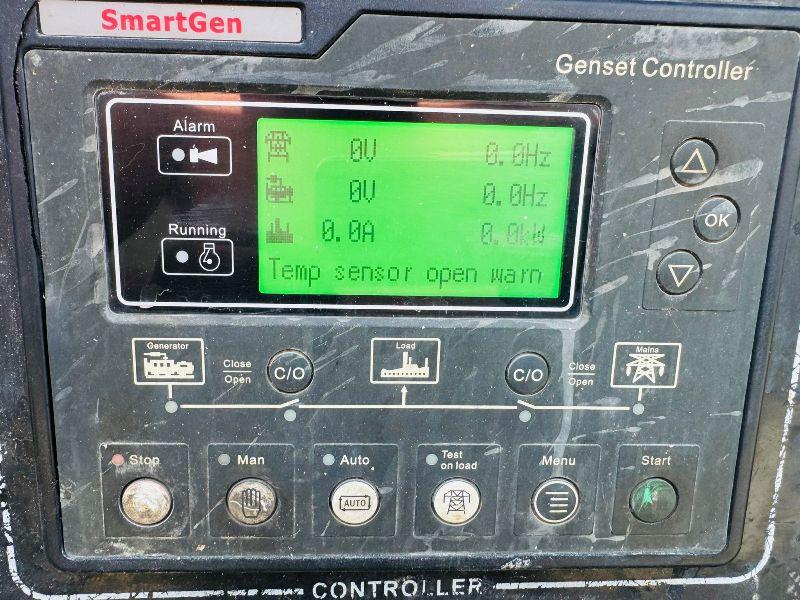 SmartGen
Genset Controller
Alarm
0V 0.0Hz
0V 0.0Hz
Running
0.0A 0.0kW
Temp sensor open warn
OK
Generator
Close
Open
C/O
Load
C/O
Close
Open
Mains
Stop
Man
Auto
Test
on load
Menu
Start
AUTO
CONTROLLER